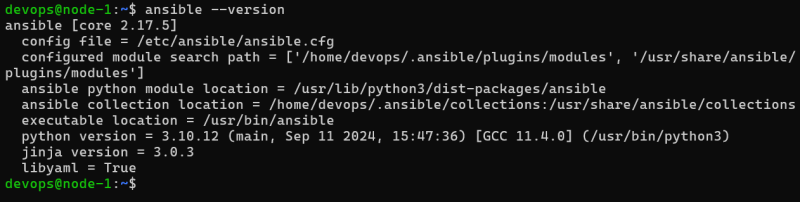 devops@node-1:~$ ansible --version
ansible [core 2.17.5]
  config file = /etc/ansible/ansible.cfg
  configured module search path = ['/home/devops/.ansible/plugins/modules', '/usr/share/ansible/
plugins/modules']
  ansible python module location = /usr/lib/python3/dist-packages/ansible
  ansible collection location = /home/devops/.ansible/collections:/usr/share/ansible/collections
  executable location = /usr/bin/ansible
  python version = 3.10.12 (main, Sep 11 2024, 15:47:36) [GCC 11.4.0] (/usr/bin/python3)
  jinja version = 3.0.3
  libyaml = True
devops@node-1:~$